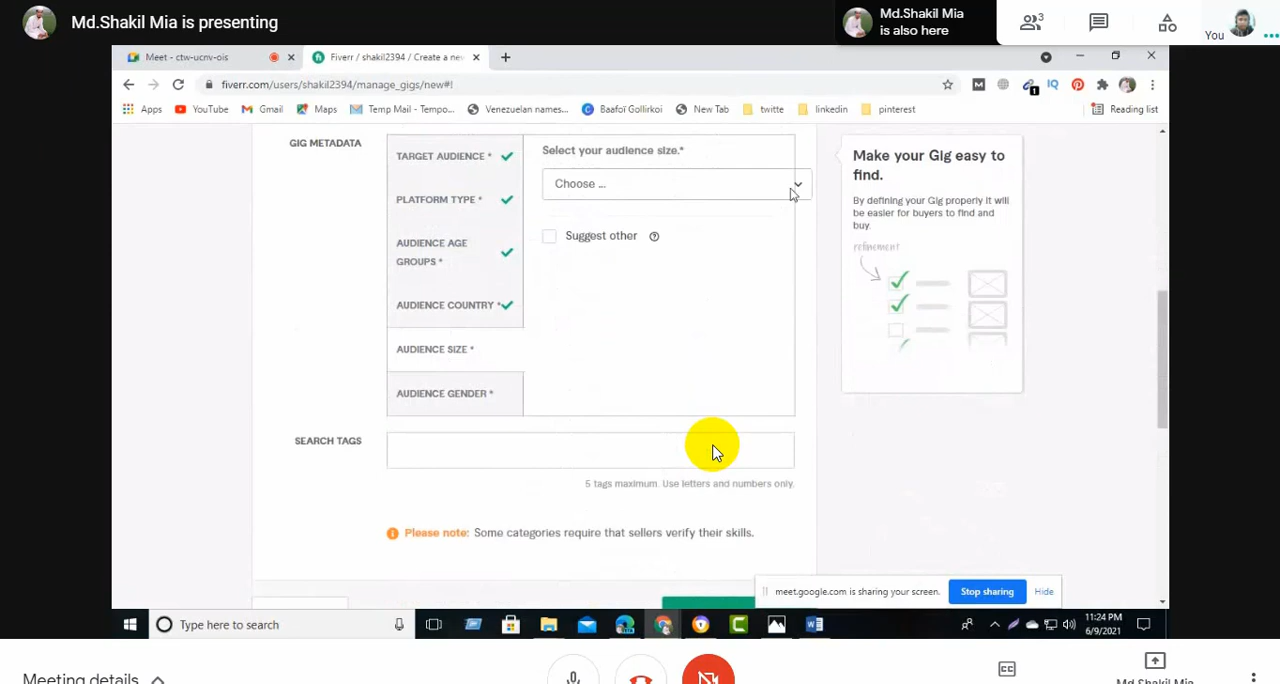 Md.Shakil Mia is presenting
Md.Shakil Mia
is also here
3
You
Meet - ctw-ucnv-ois
Fiverr / shakil2394 / Create a ne
fiverr.com/users/shakil2394/manage_gigs/new#!
Apps
YouTube
Gmail
Maps
Temp Mail - Tempo...
Venezuelan names...
Baafoï Gollirkoi
New Tab
twitte
linkedin
pinterest
Reading list
GIG METADATA
TARGET AUDIENCE *
PLATFORM TYPE *
AUDIENCE AGE
GROUPS *
AUDIENCE COUNTRY *
AUDIENCE SIZE *
AUDIENCE GENDER *
Select your audience size.*
Choose ...
Suggest other
Make your Gig easy to
find.
By defining your Gig properly it will
be easier for buyers to find and
buy.
refinement
SEARCH TAGS
5 tags maximum. Use letters and numbers only.
Please note: Some categories require that sellers verify their skills.
meet.google.com is sharing your screen.
Stop sharing
Hide
Type here to search
11:24 PM
6/9/2021
Meeting details
Md.Shakil Mia